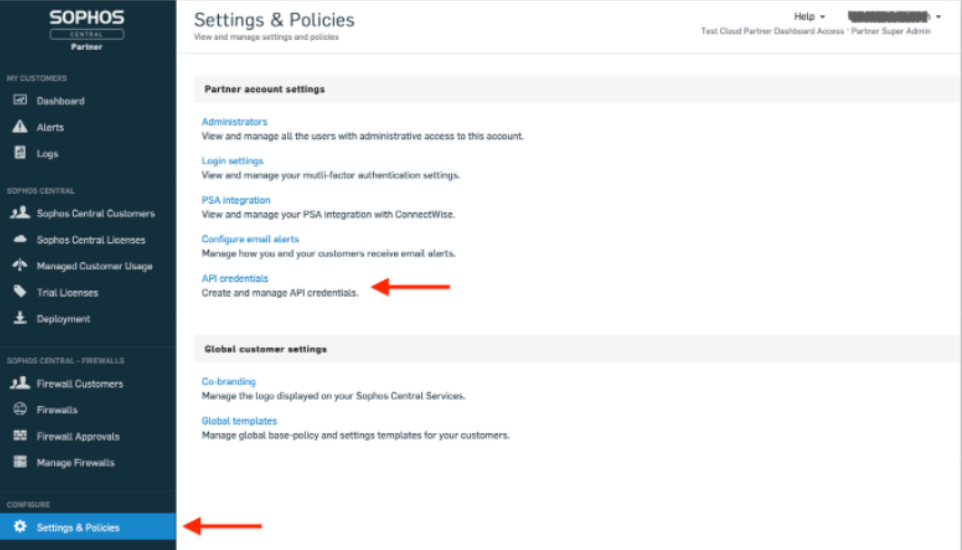 SOPHOS
CENTRAL
Partner
MY CUSTOMERS
Dashboard
Alerts
Logs
SOPHOS CENTRAL
Sophos Central Customers
Sophos Central Licenses
Managed Customer Usage
Trial Licenses
Deployment
SOPHOS CENTRAL - FIREWALLS
Firewall Customers
Firewalls
Firewall Approvals
Manage Firewalls
CONFIGURE
Settings & Policies
Settings & Policies
View and manage settings and policies
Help
Test Cloud Partner Dashboard Access · Partner Super Admin
Partner account settings
Administrators
View and manage all the users with administrative access to this account.
Login settings
View and manage your mutli-factor authentication settings.
PSA integration
View and manage your PSA integration with ConnectWise.
Configure email alerts
Manage how you and your customers receive email alerts.
API credentials
Create and manage API credentials.
Global customer settings
Co-branding
Manage the logo displayed on your Sophos Central Services.
Global templates
Manage global base-policy and settings templates for your customers.